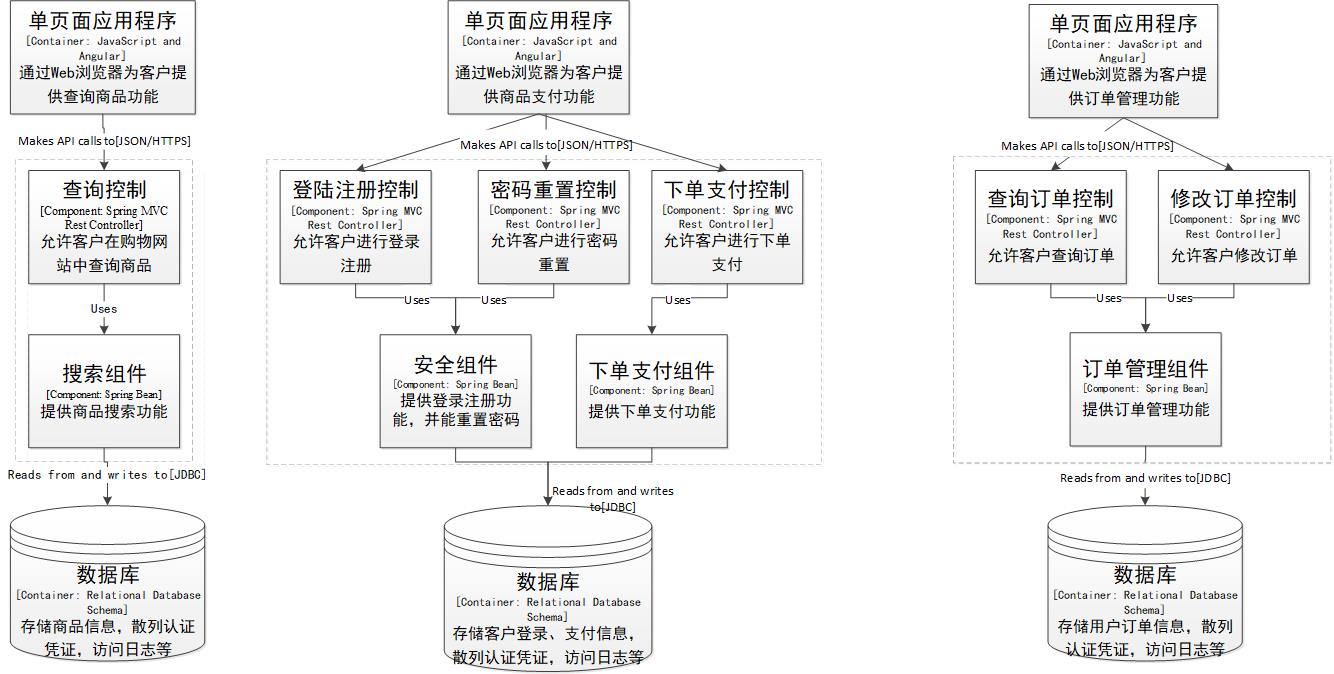 单页面应用程序
[Container: JavaScript and
Angular]
通过Web浏览器为客户提
供查询商品功能
Makes API calls to[JSON/HTTPS]
查询控制
[Component: Spring MVC
Rest Controller]
允许客户在购物网
站中查询商品
Uses
搜索组件
[Component: Spring Bean]
提供商品搜索功能
Reads from and writes to[JDBC]
数据库
[Container: Relational Database
Schema]
存储商品信息，散列认证
凭证，访问日志等
单页面应用程序
[Container: JavaScript and
Angular]
通过Web浏览器为客户提
供商品支付功能
Makes API calls to[JSON/HTTPS]
登陆注册控制
[Component: Spring MVC
Rest Controller]
允许客户进行登录
注册
密码重置控制
[Component: Spring MVC
Rest Controller]
允许客户进行密码
重置
下单支付控制
[Component: Spring MVC
Rest Controller]
允许客户进行下单
支付
Uses
Uses
Uses
安全组件
[Component: Spring Bean]
提供登录注册功
能，并能重置密码
下单支付组件
[Component: Spring Bean]
提供下单支付功能
Reads from and writes
to[JDBC]
数据库
[Container: Relational Database
Schema]
存储客户登录、支付信息，
散列认证凭证，访问日志等
单页面应用程序
[Container: JavaScript and
Angular]
通过Web浏览器为客户提
供订单管理功能
Makes API calls to[JSON/HTTPS]
查询订单控制
[Component: Spring MVC
Rest Controller]
允许客户查询订单
修改订单控制
[Component: Spring MVC
Rest Controller]
允许客户修改订单
Uses
Uses
订单管理组件
[Component: Spring Bean]
提供订单管理功能
Reads from and writes to[JDBC]
数据库
[Container: Relational Database
Schema]
存储用户订单信息，散列
认证凭证，访问日志等